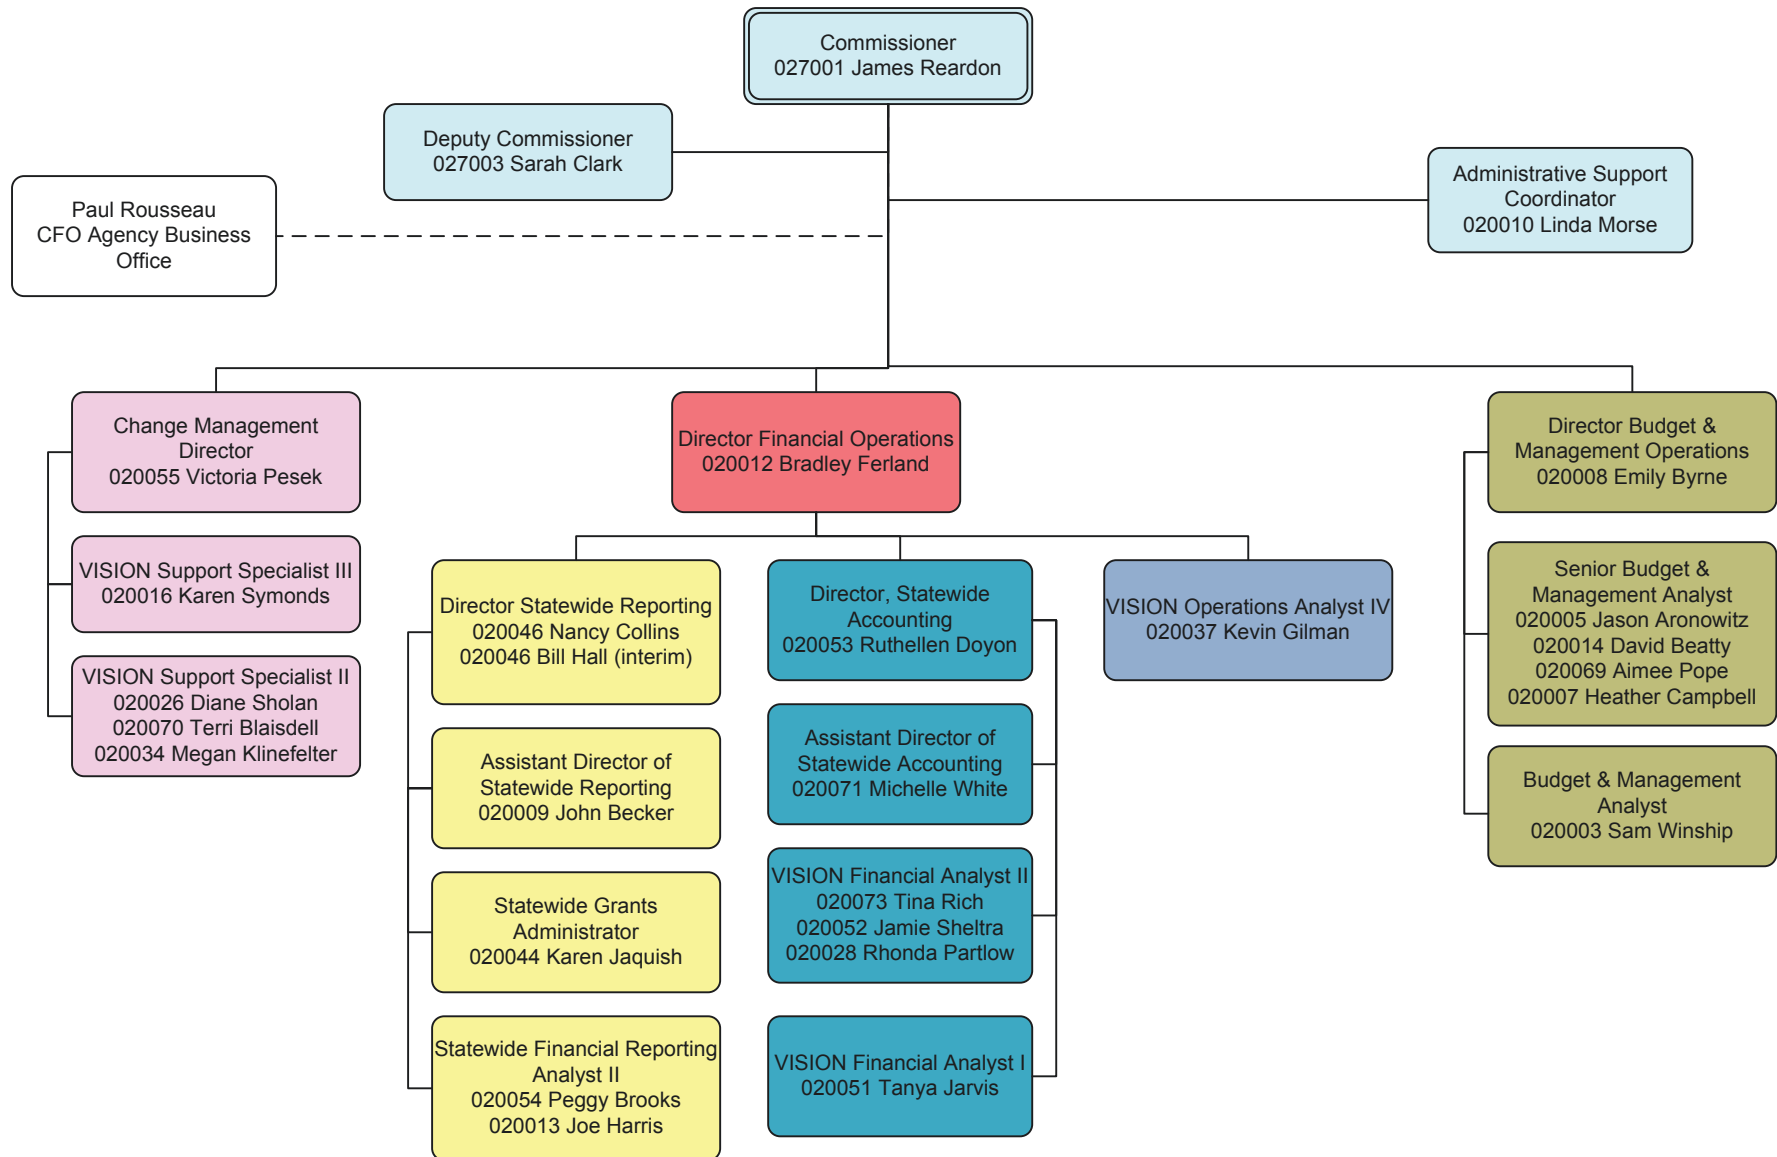 Commissioner
027001 James Reardon
Deputy Commissioner
027003 Sarah Clark
Administrative Support
Coordinator
020010 Linda Morse
Paul Rousseau
CFO Agency Business
Office
Change Management
Director
020055 Victoria Pesek
VISION Support Specialist III
020016 Karen Symonds
VISION Support Specialist II
020026 Diane Sholan
020070 Terri Blaisdell
020034 Megan Klinefelter
Director Financial Operations
020012 Bradley Ferland
Director Statewide Reporting
020046 Nancy Collins
020046 Bill Hall (interim)
Assistant Director of
Statewide Reporting
020009 John Becker
Statewide Grants
Administrator
020044 Karen Jaquish
Statewide Financial Reporting
Analyst II
020054 Peggy Brooks
020013 Joe Harris
Director, Statewide
Accounting
020053 Ruthellen Doyon
Assistant Director of
Statewide Accounting
020071 Michelle White
VISION Financial Analyst II
020073 Tina Rich
020052 Jamie Sheltra
020028 Rhonda Partlow
VISION Financial Analyst I
020051 Tanya Jarvis
VISION Operations Analyst IV
020037 Kevin Gilman
Director Budget &
Management Operations
020008 Emily Byrne
Senior Budget &
Management Analyst
020005 Jason Aronowitz
020014 David Beatty
020069 Aimee Pope
020007 Heather Campbell
Budget & Management
Analyst
020003 Sam Winship